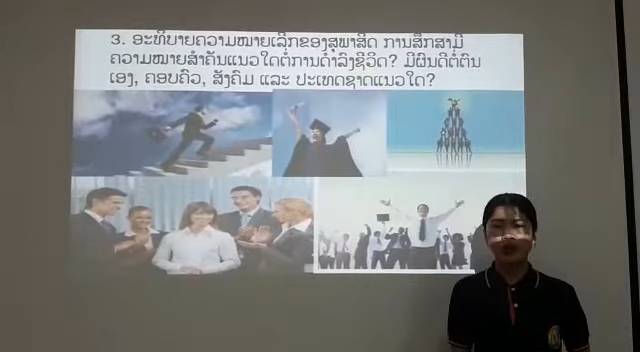 3. ອະທິບາຍຄວາມໝາຍເລິກຂອງສຸພາສິດ ການສຶກສາມີ
ຄວາມໝາຍສຳຄັນແນວໃດຕໍ່ການດຳລົງຊີວິດ? ມີຜົນດີຕໍ່ຕົນ
ເອງ, ຄອບຄົວ, ສັງຄົມ ແລະ ປະເທດຊາດແນວໃດ?